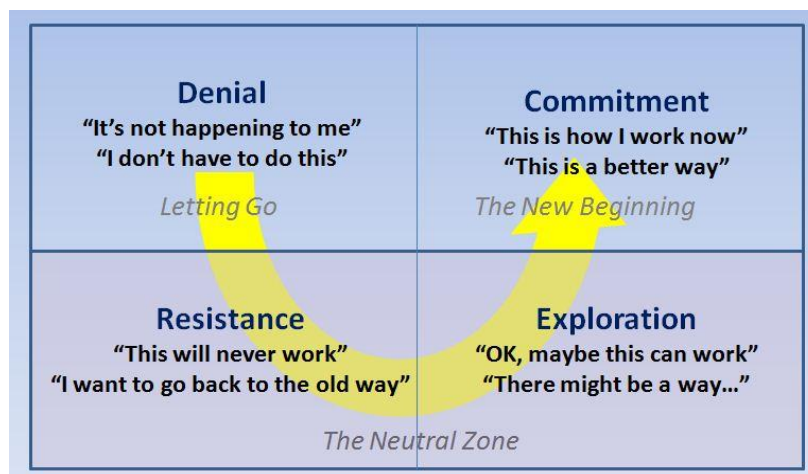 Denial
“It’s not happening to me”
“I don’t have to do this”
Letting Go
Commitment
“This is how I work now”
“This is a better way”
The New Beginning
Resistance
“This will never work”
“I want to go back to the old way”
Exploration
“OK, maybe this can work”
“There might be a way…”
The Neutral Zone